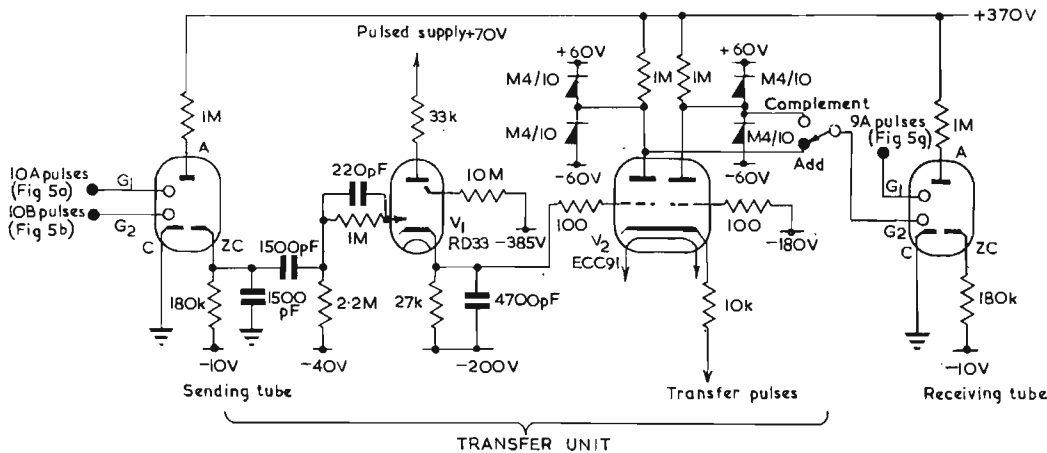 +370V
Pulsed supply+70V
+60V
+60V
1M
33k
M4/10
1M
1M
M4/10
Complement
9A pulses
(Fig 5g)
1M
A
M4/10
M4/10
Add
A
10A pulses
(Fig 5a)
G1
10B pulses
(Fig 5b)
G2
220pF
10M
-60V
-60V
G1
G2
C
ZC
1M
V1
RD33
-385V
100
V2
ECC91
100
-180V
C
ZC
1500pF
180k
1500
pF
2·2M
27k
4700pF
10k
180k
-10V
-40V
-200V
-10V
Sending tube
Transfer pulses
Receiving tube
TRANSFER UNIT